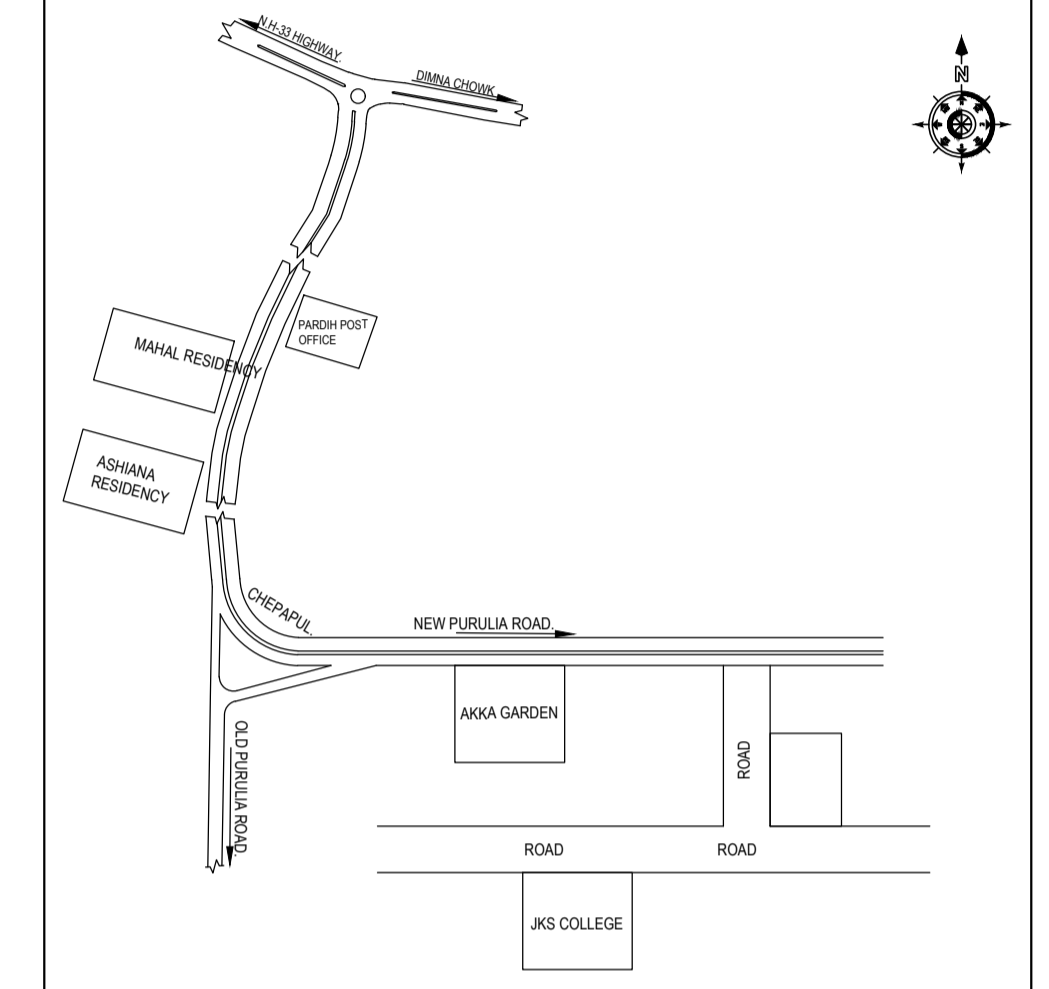 N.H-33 HIGHWAY.
DIMNA CHOWK
N
PARDIH POST
OFFICE
MAHAL RESIDENCY
ASHIANA
RESIDENCY
CHEPAPUL.
NEW PURULIA ROAD.
AKKA GARDEN
OLD PURULIA ROAD.
ROAD
ROAD
ROAD
JKS COLLEGE